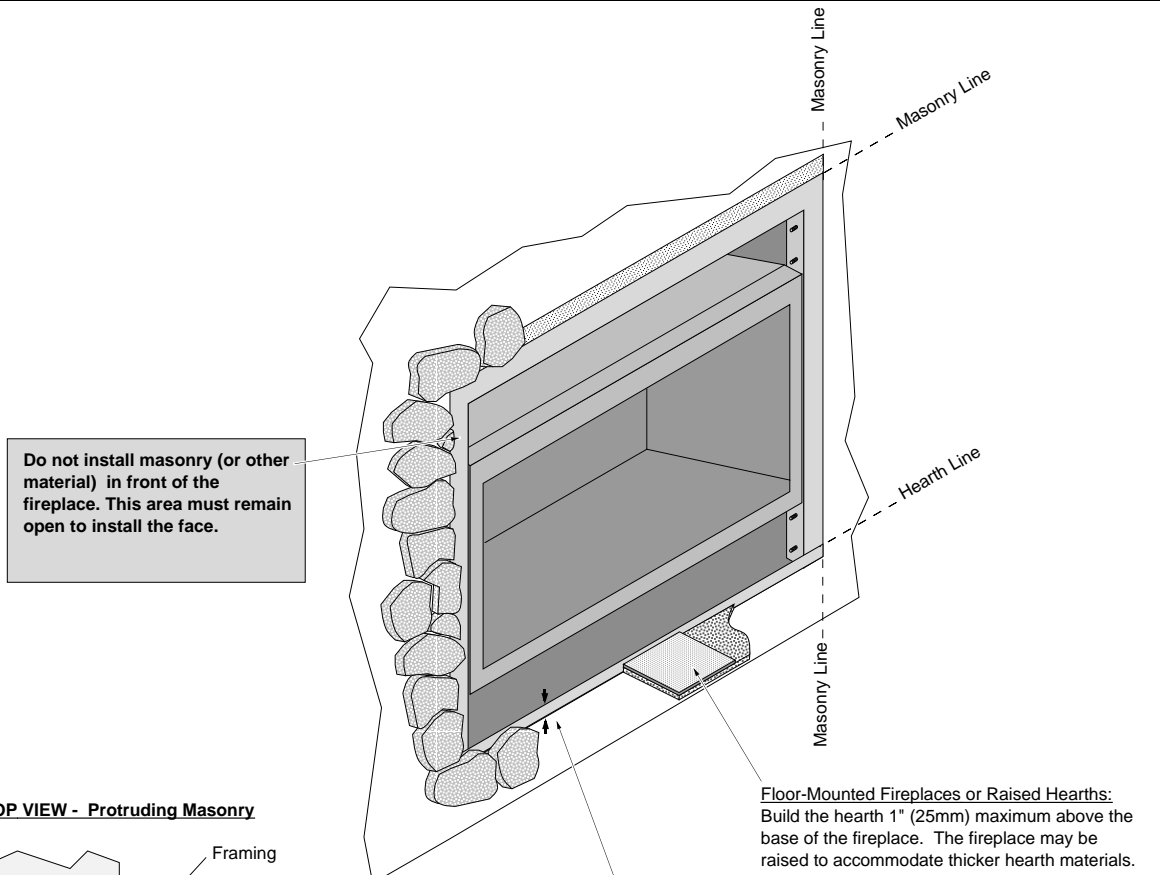 Masonry Line
Masonry Line
Do not install masonry (or other
material)  in front of the
fireplace. This area must remain
open to install the face.
Hearth Line
Masonry Line
Floor-Mounted Fireplaces or Raised Hearths:
Build the hearth 1" (25mm) maximum above the
base of the fireplace.  The fireplace may be
raised to accommodate thicker hearth materials.
OP VIEW -  Protruding Masonry
Framing